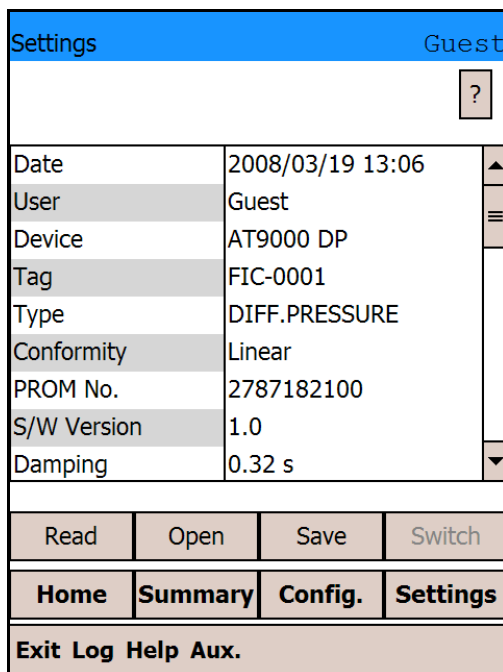 Settings Guest
?
Date 2008/03/19 13:06
User Guest
Device AT9000 DP
Tag FIC-0001
Type DIFF.PRESSURE
Conformity Linear
PROM No. 2787182100
S/W Version 1.0
Damping 0.32 s
Read Open Save Switch
Home Summary Config. Settings
Exit Log Help Aux.